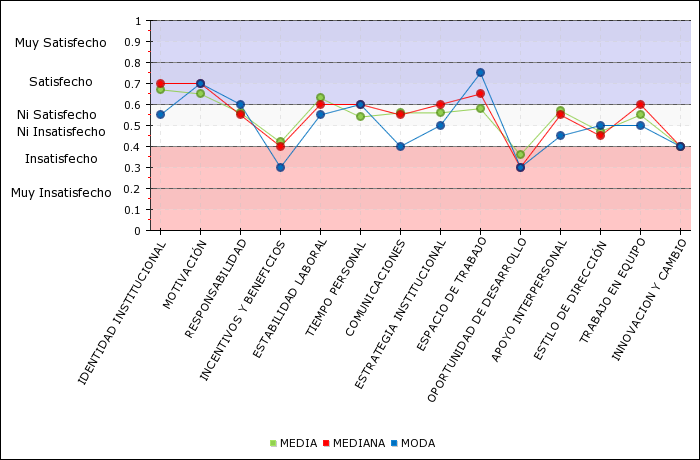 1
0.9
Muy Satisfecho
0.8
Satisfecho
0.7
0.6
Ni Satisfecho
Ni Insatisfecho
0.5
0.4
Insatisfecho
0.3
0.2
Muy Insatisfecho
0.1
0
IDENTIDAD INSTITUCIONAL
MOTIVACIÓN
RESPONSABILIDAD
INCENTIVOS Y BENEFICIOS
ESTABILIDAD LABORAL
TIEMPO PERSONAL
COMUNICACIONES
ESTRATEGIA INSTITUCIONAL
ESPACIO DE TRABAJO
OPORTUNIDAD DE DESARROLLO
APOYO INTERPERSONAL
ESTILO DE DIRECCIÓN
TRABAJO EN EQUIPO
INNOVACION Y CAMBIO
MEDIA MEDIANA MODA